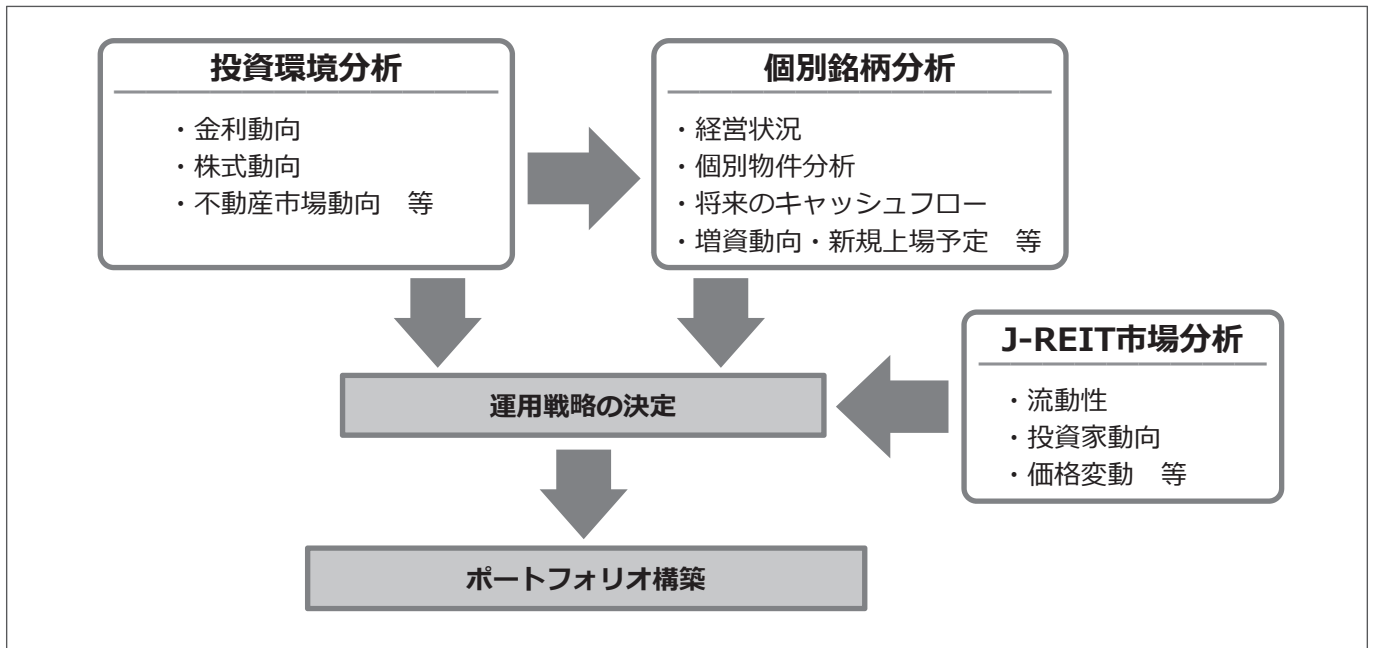 投資環境分析
・金利動向
・株式動向
・不動産市場動向　等
個別銘柄分析
・経営状況
・個別物件分析
・将来のキャッシュフロー
・増資動向・新規上場予定　等
J-REIT市場分析
・流動性
・投資家動向
・価格変動　等
運用戦略の決定
ポートフォリオ構築